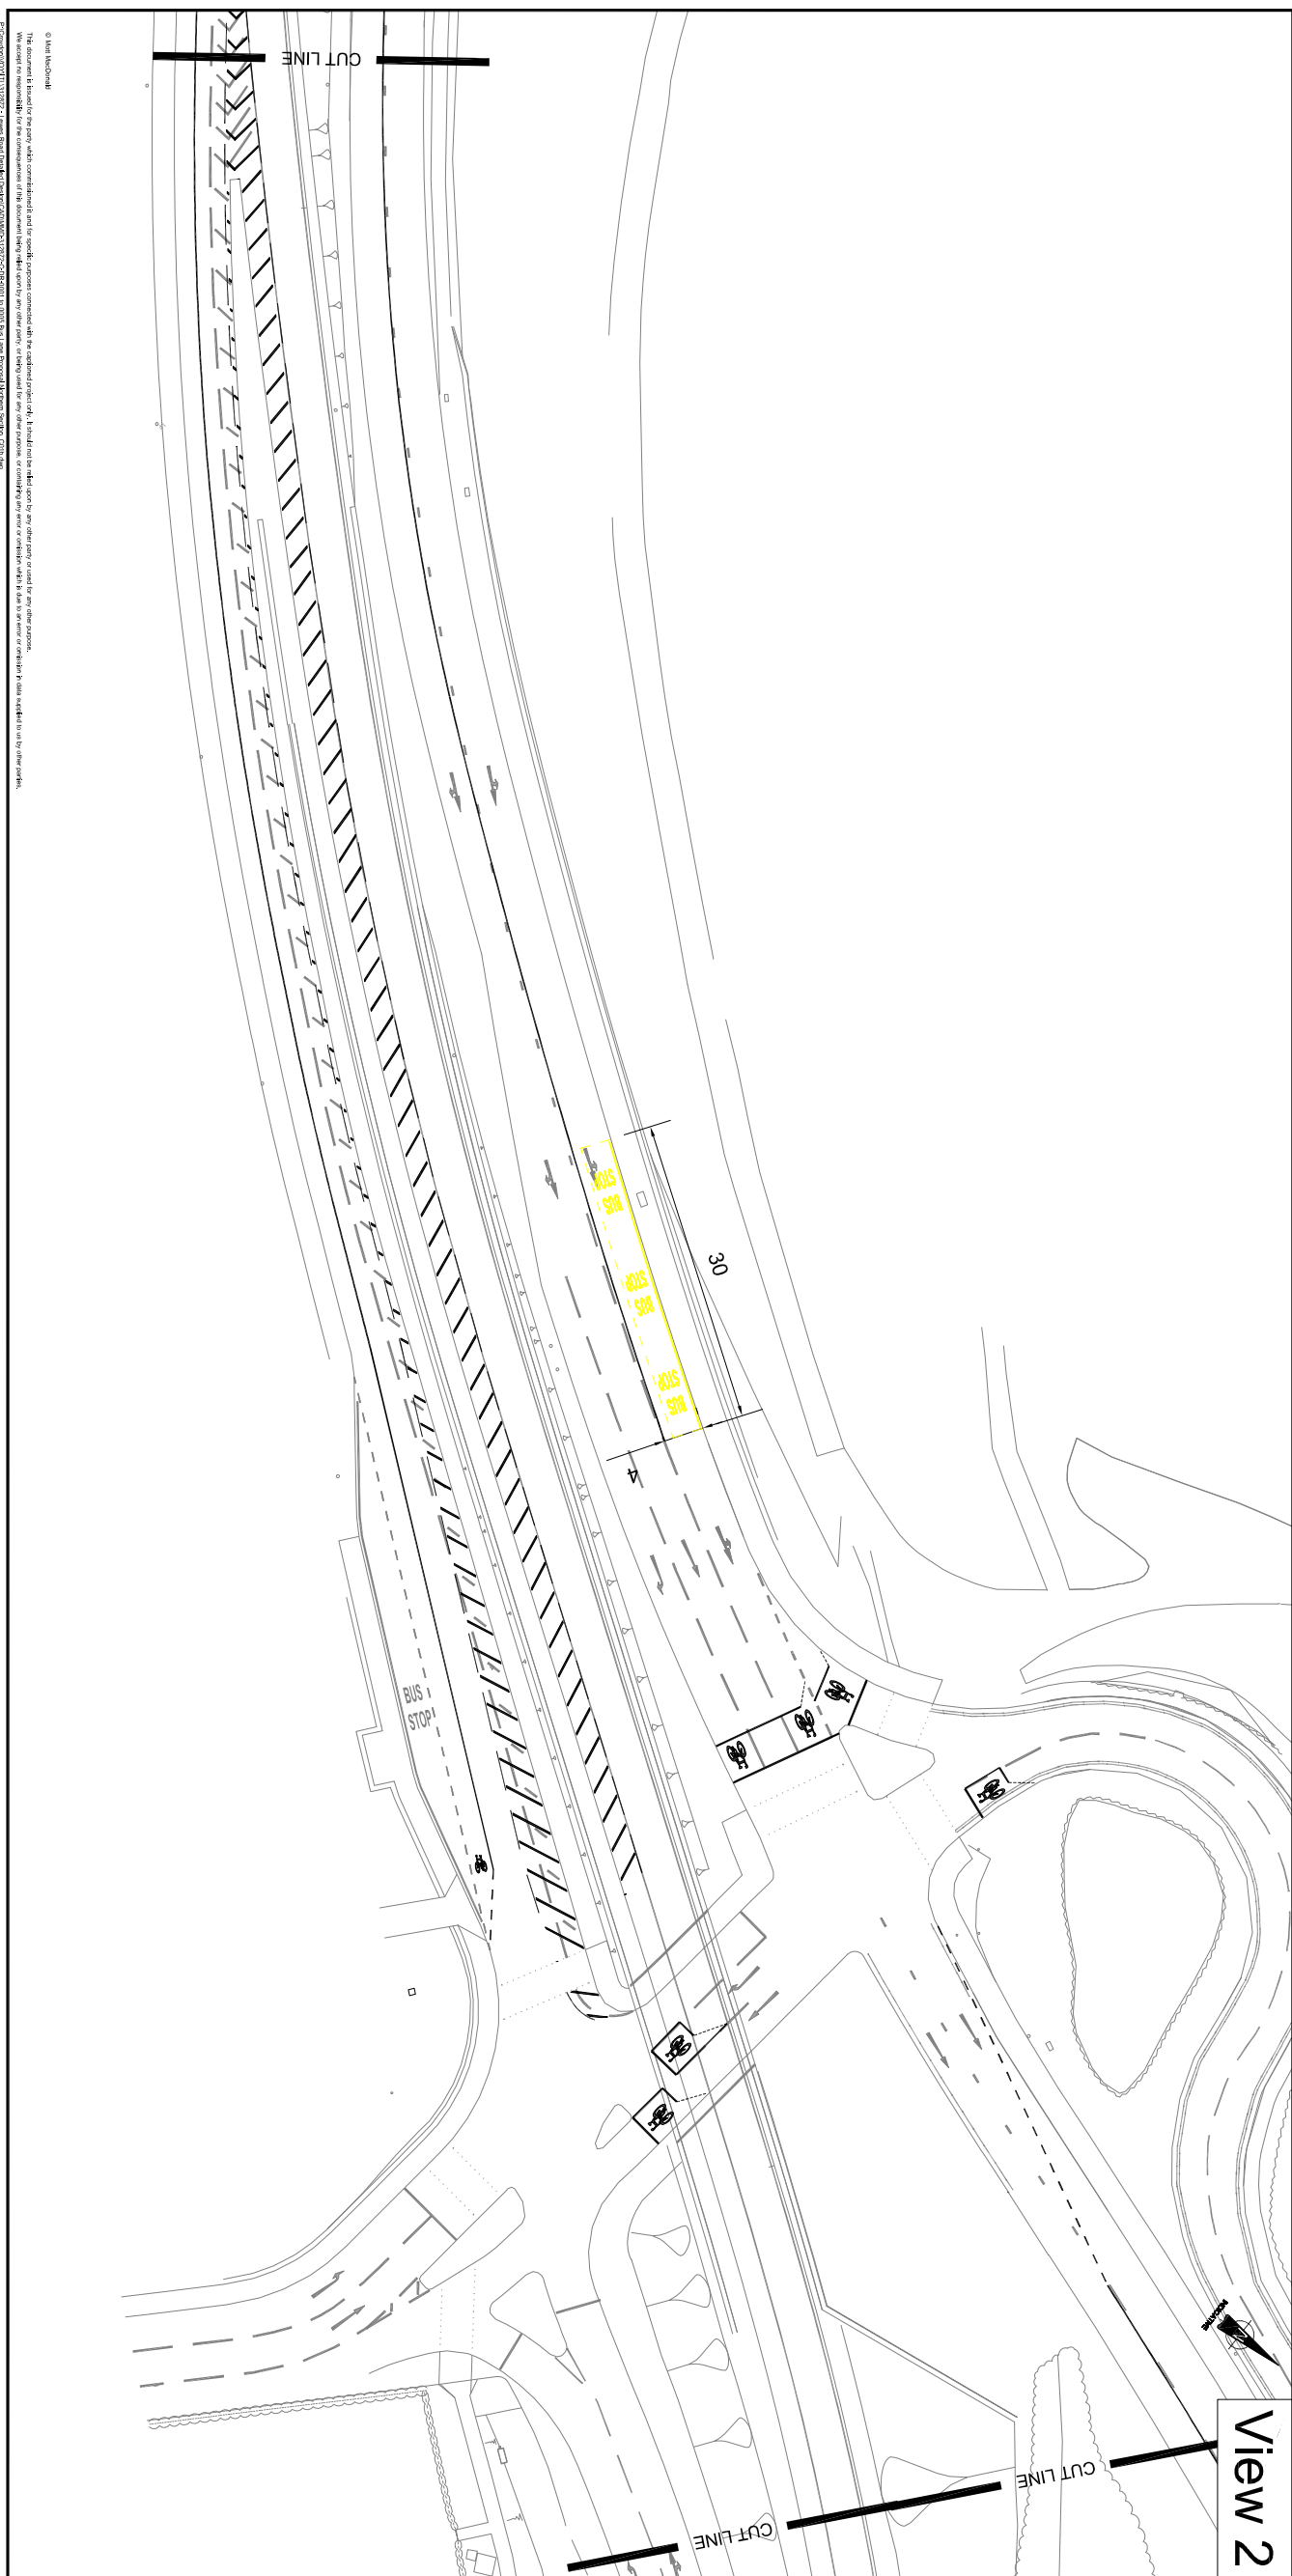 © Mott MacDonald
This document is issued for the party which commissioned it and for specific purposes connected with the captioned project only. It should not be relied upon by any other party or used for any other purpose.
We accept no responsibility for the consequences of this document being relied upon by any other party, or being used for any other purpose, or containing any error or omission which is due to an error or omission in data supplied to us by other parties.
CUT LINE
BUS
STOP
BUS
STOP
BUS
STOP
30
4
BUS
STOP
INDICATIVE
View 2
CUT LINE
CUT LINE